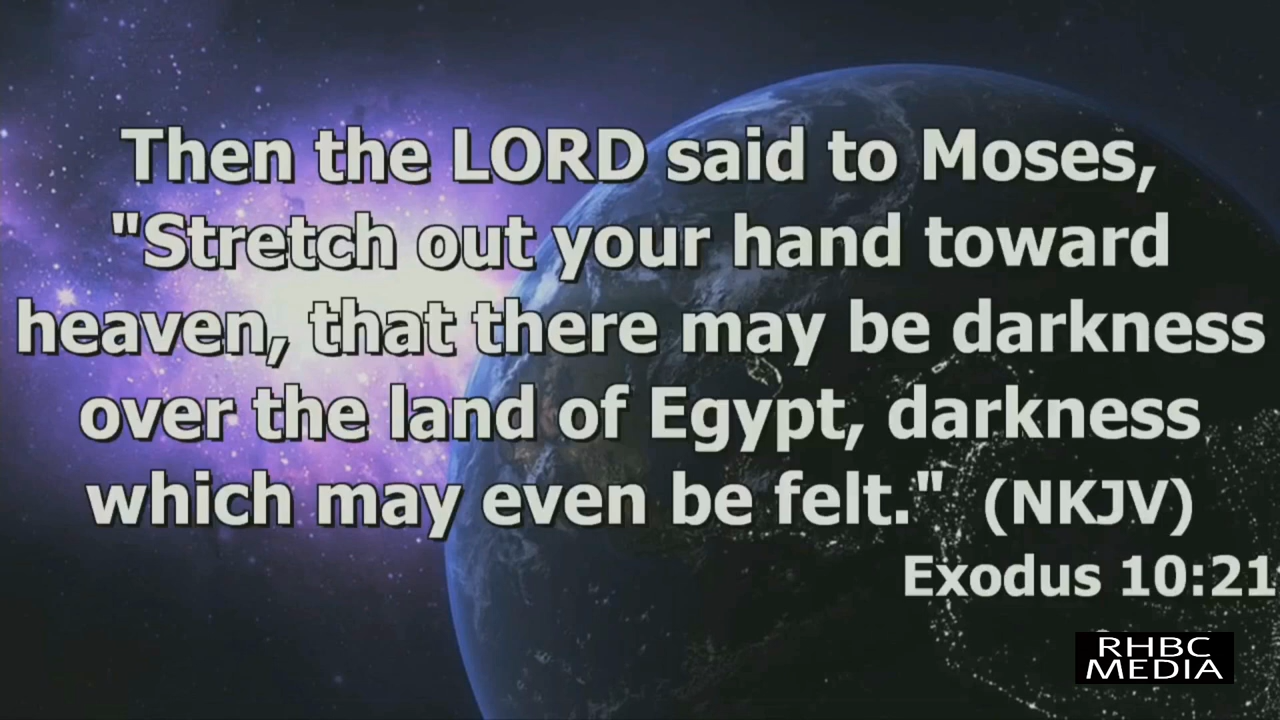 Then the LORD said to Moses,
"Stretch out your hand toward
heaven, that there may be darkness
over the land of Egypt, darkness
which may even be felt." (NKJV)
Exodus 10:21
RHBC
MEDIA